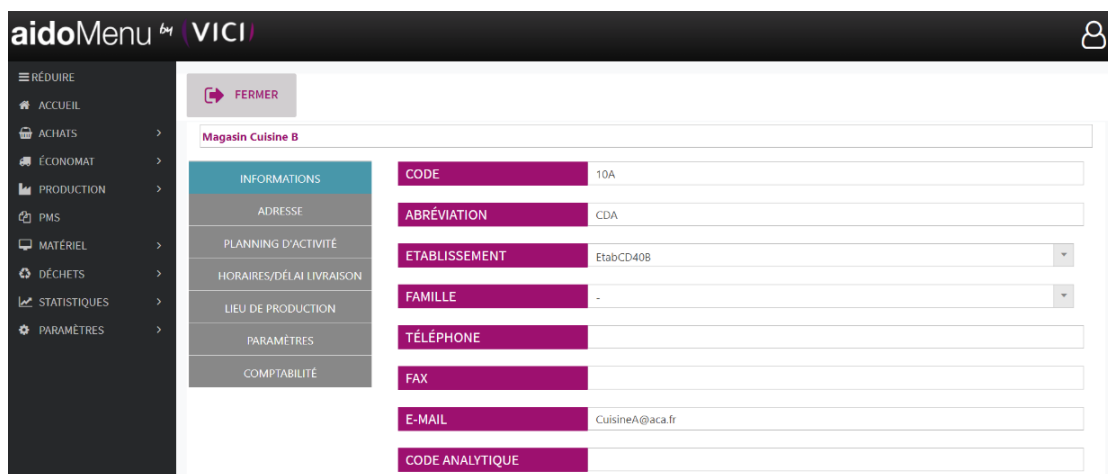 aidoMenu by (VICI)
RÉDUIRE
ACCUEIL
ACHATS
ÉCONOMAT
PRODUCTION
PMS
MATÉRIEL
DÉCHETS
STATISTIQUES
PARAMÈTRES
FERMER
Magasin Cuisine B
INFORMATIONS
ADRESSE
PLANNING D'ACTIVITÉ
HORAIRES/DÉLAI LIVRAISON
LIEU DE PRODUCTION
PARAMÈTRES
COMPTABILITÉ
CODE 10A
ABRÉVIATION CDA
ETABLISSEMENT EtabCD40B
FAMILLE -
TÉLÉPHONE
FAX
E-MAIL CuisineA@aca.fr
CODE ANALYTIQUE